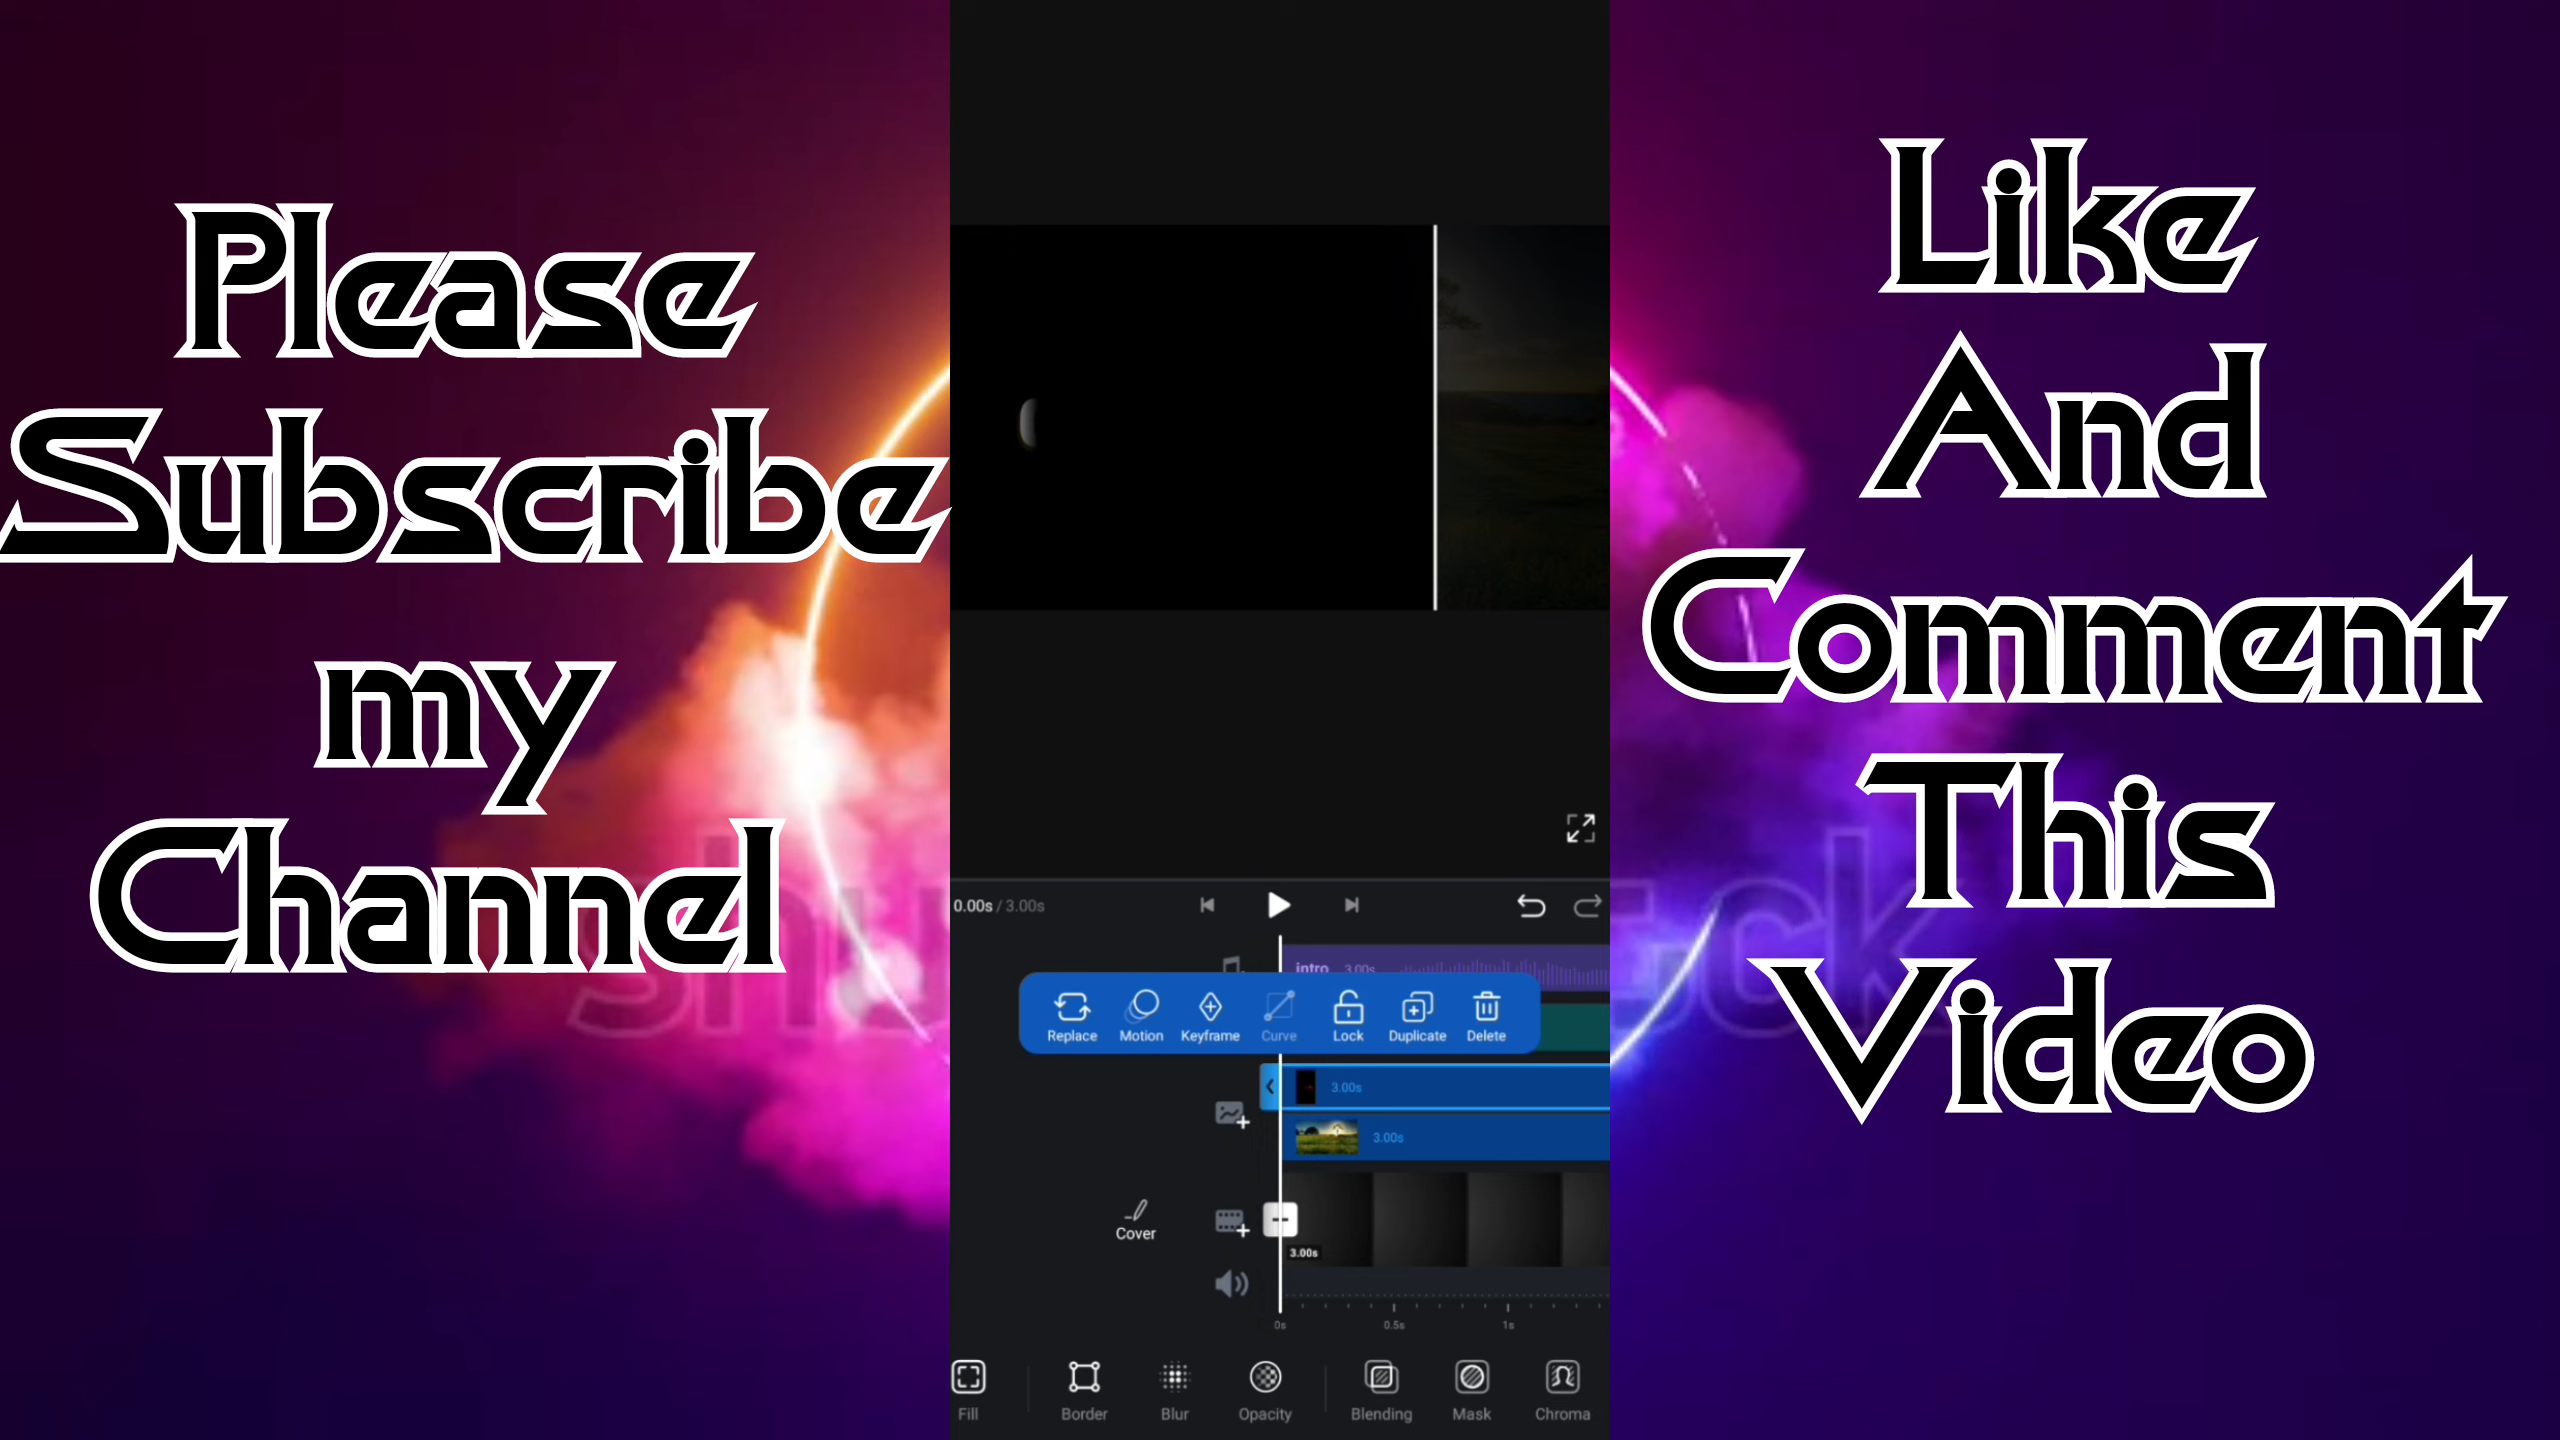 Please
Subscribe
my
Channel
0.00s / 3.00s
intro 3.00s
Replace Motion Keyframe Curve Lock Duplicate Delete
3.00s
3.00s
Cover
3.00s
0s 0.5s 1s
Fill Border Blur Opacity Blending Mask Chroma
Like
And
Comment
This
Video